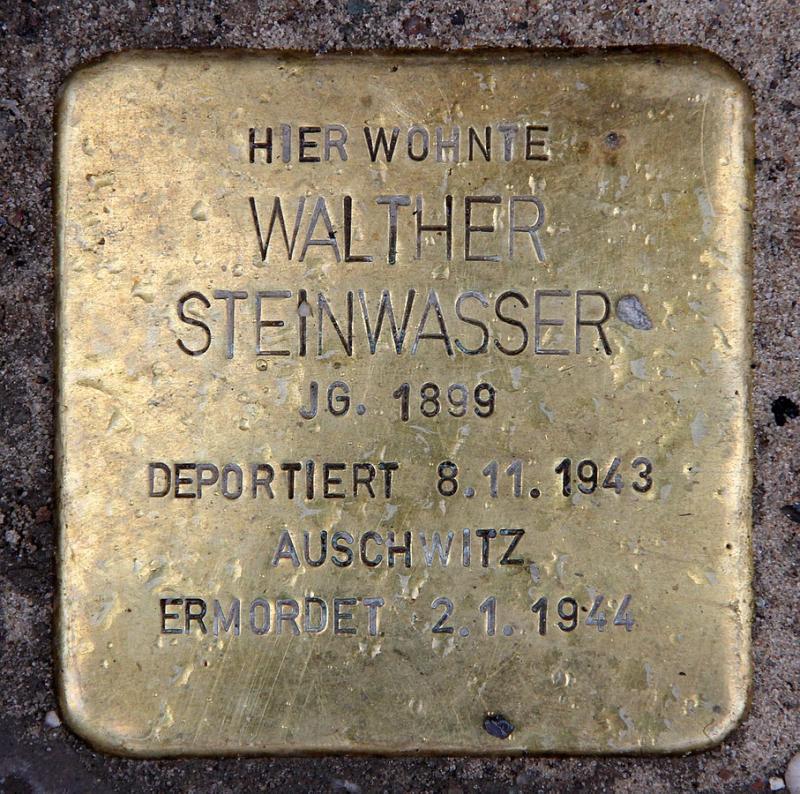 HIER WOHNTE
WALTHER
STEINWASSER
JG. 1899
DEPORTIERT 8.11.1943
AUSCHWITZ
ERMORDET 2.1.1944